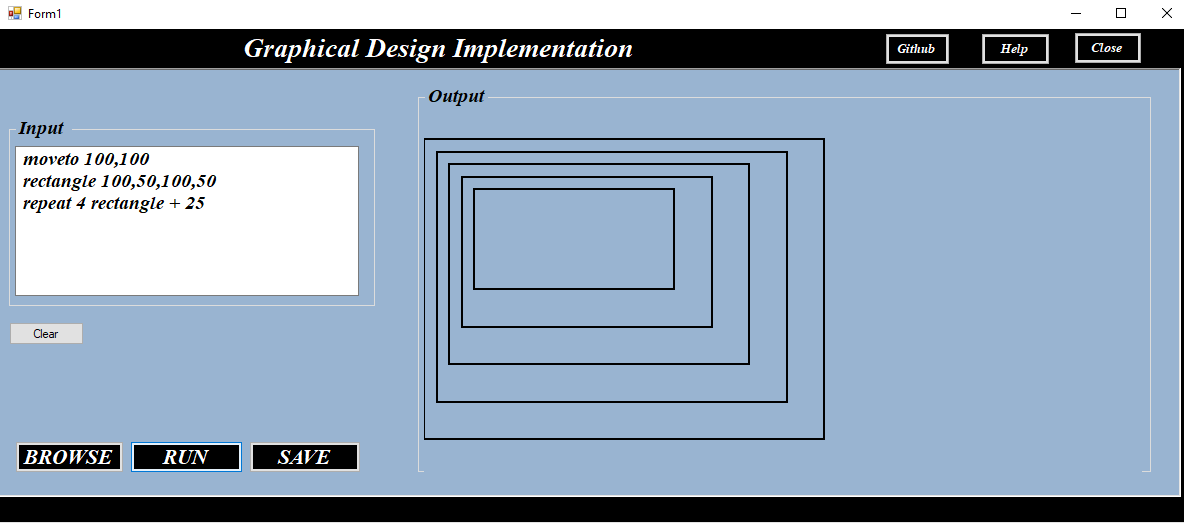 Form1
Graphical Design Implementation
Github
Help
Close
Input
moveto 100,100
rectangle 100,50,100,50
repeat 4 rectangle + 25
Clear
BROWSE
RUN
SAVE
Output